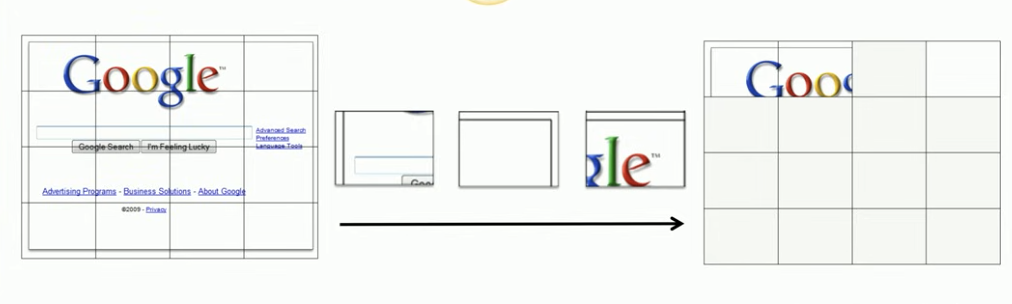 Google™
Advanced Search
Preferences
Language Tools
Google Search I'm Feeling Lucky
Advertising Programs - Business Solutions - About Google
©2009 - Privacy
Goo
gle™
Goo